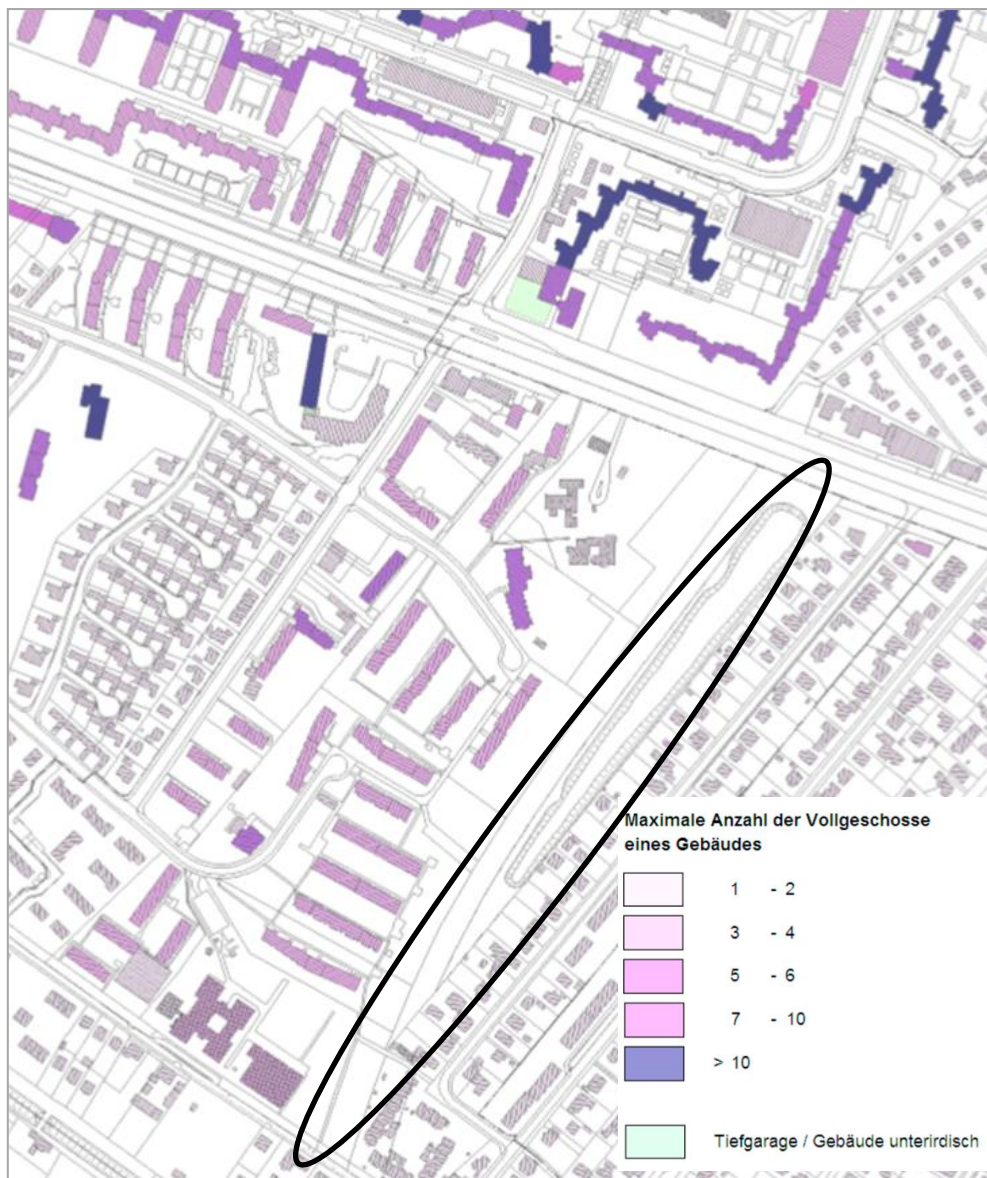 Maximale Anzahl der Vollgeschosse
eines Gebäudes
1 - 2
3 - 4
5 - 6
7 - 10
> 10
Tiefgarage / Gebäude unterirdisch